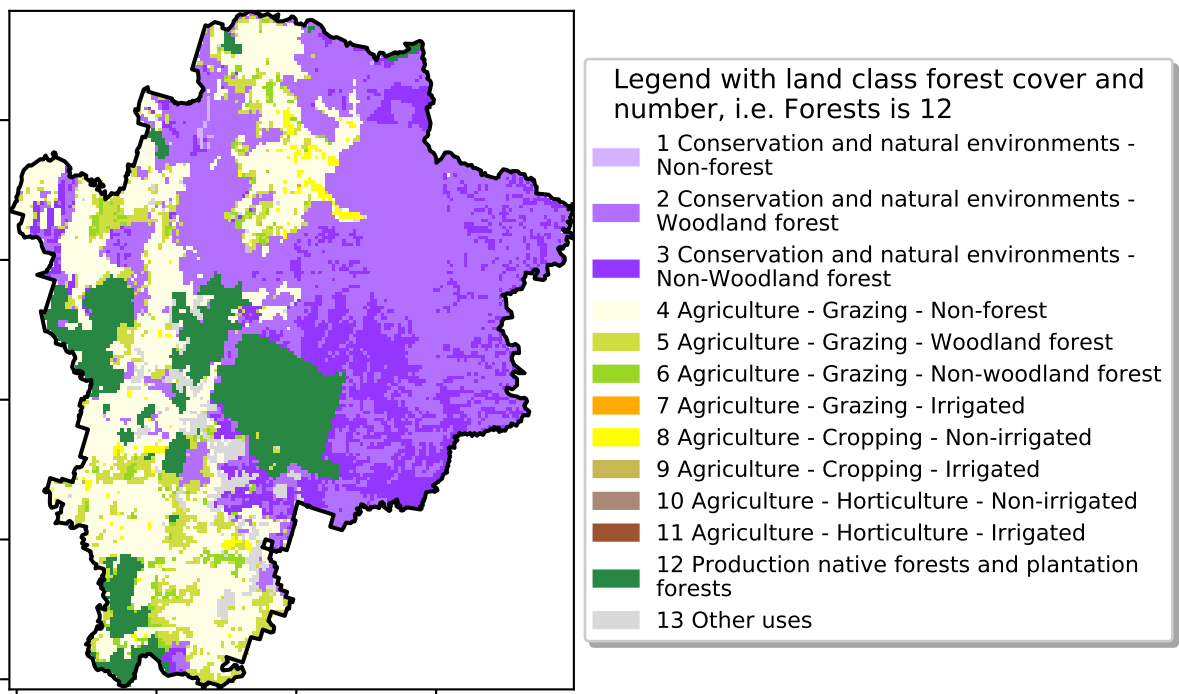 Legend with land class forest cover and
number, i.e. Forests is 12
1 Conservation and natural environments -
Non-forest
2 Conservation and natural environments -
Woodland forest
3 Conservation and natural environments -
Non-Woodland forest
4 Agriculture - Grazing - Non-forest
5 Agriculture - Grazing - Woodland forest
6 Agriculture - Grazing - Non-woodland forest
7 Agriculture - Grazing - Irrigated
8 Agriculture - Cropping - Non-irrigated
9 Agriculture - Cropping - Irrigated
10 Agriculture - Horticulture - Non-irrigated
11 Agriculture - Horticulture - Irrigated
12 Production native forests and plantation
forests
13 Other uses